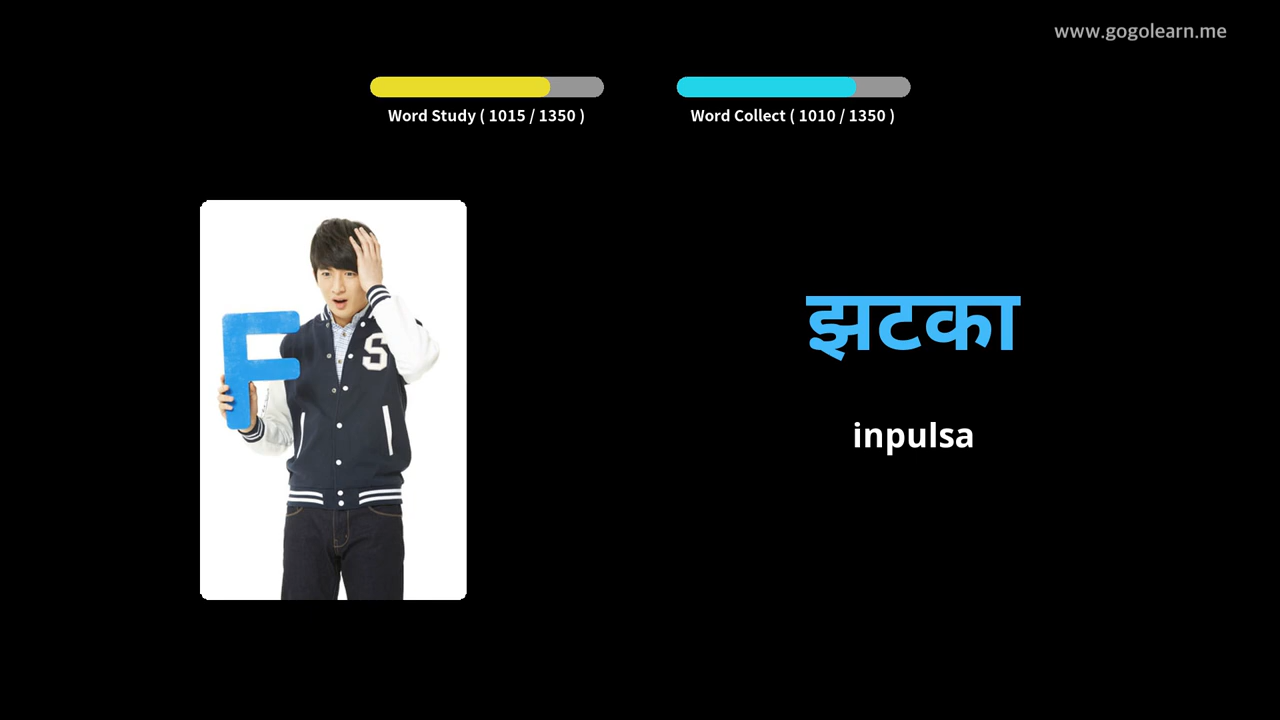 www.gogolearn.me
Word Study ( 1015 / 1350 )
Word Collect ( 1010 / 1350 )
F
S
झटका
inpulsa